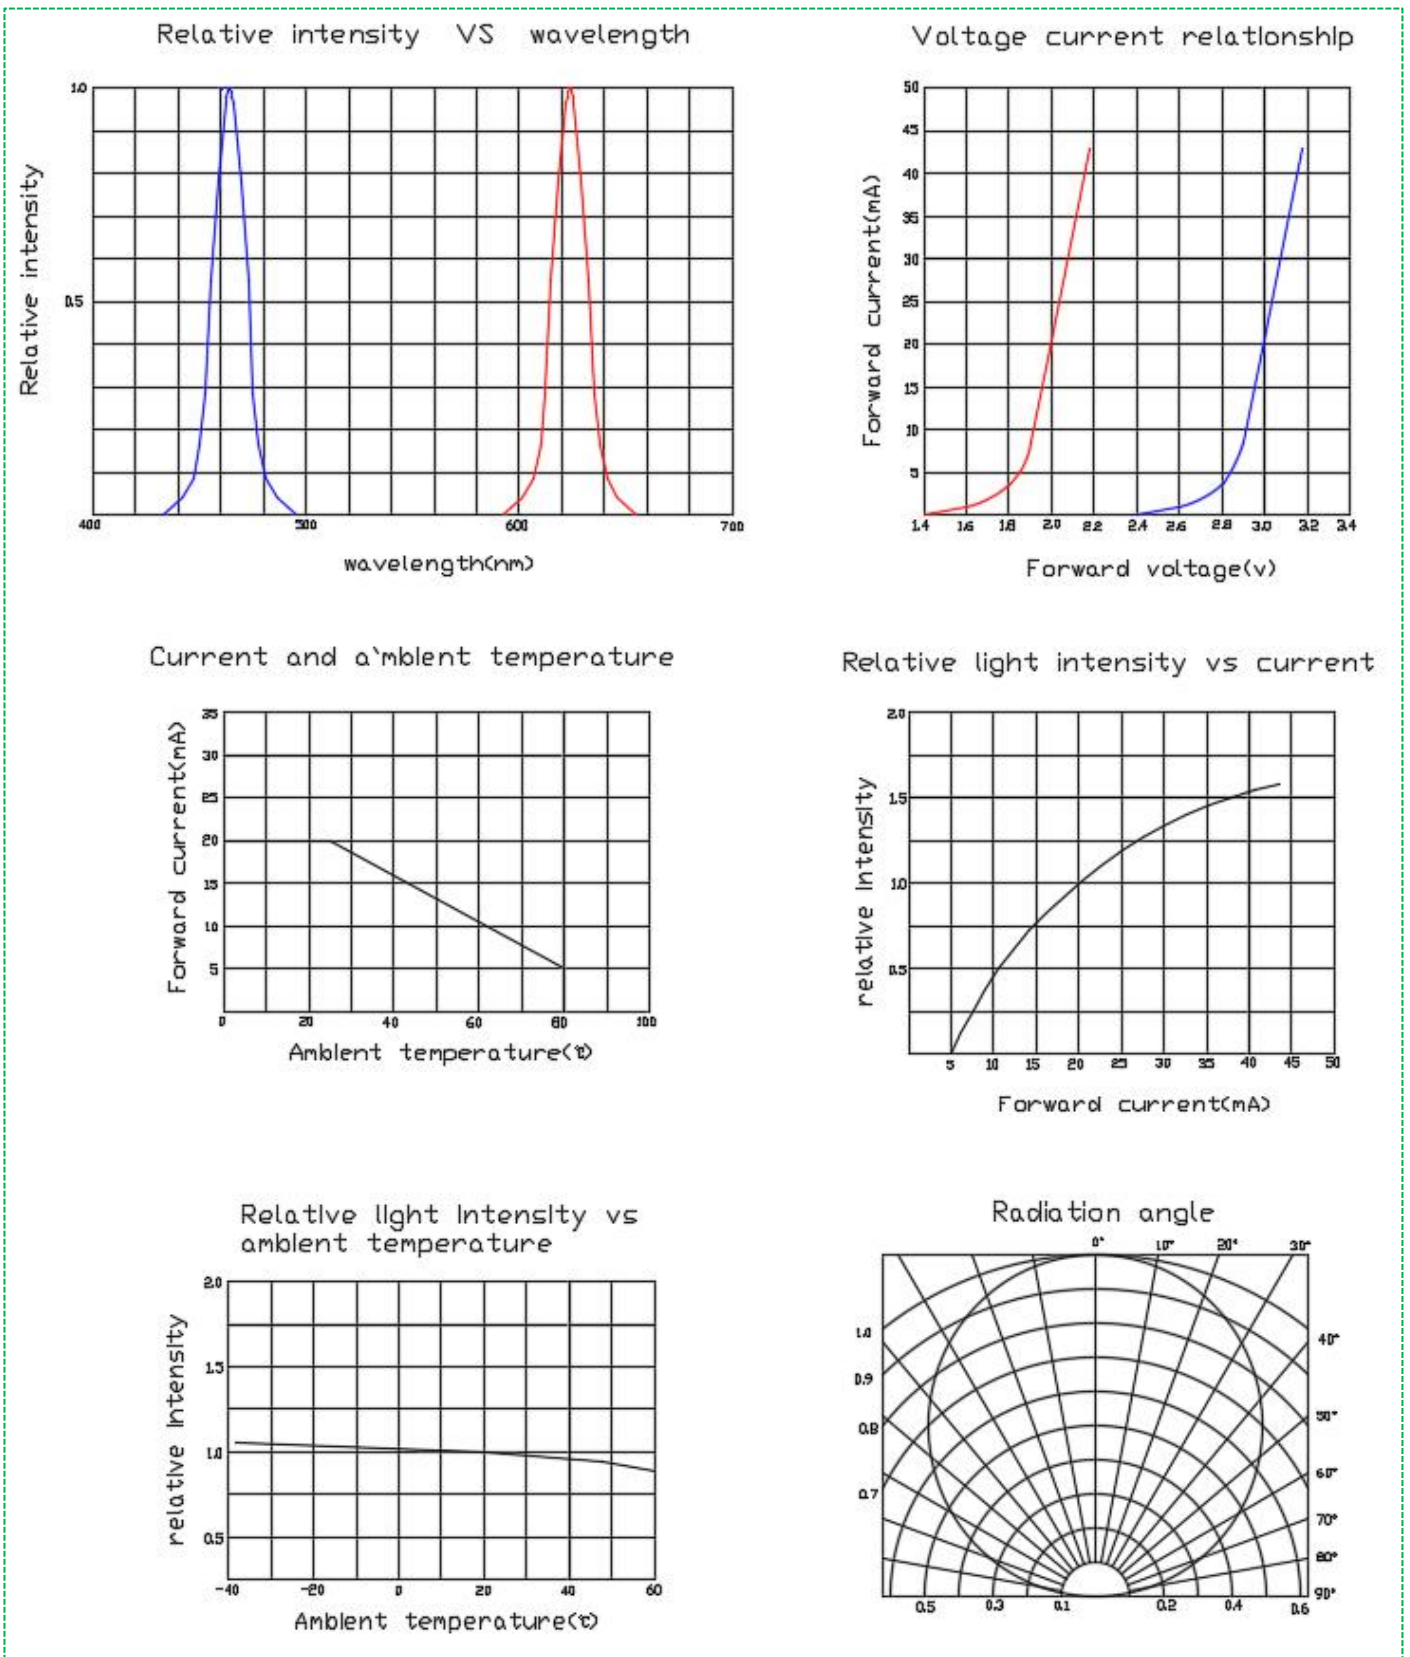 Relative intensity VS wavelength
1.0
0.5
Relative intensity
400 500 600 700
wavelength(nm)
Voltage current relationship
50
45
40
35
30
25
20
15
10
5
Forward current(mA)
1.4 1.6 1.8 2.0 2.2 2.4 2.6 2.8 3.0 3.2 3.4
Forward voltage(v)
Current and a`mbient temperature
35
30
25
20
15
10
5
Forward current(mA)
0 20 40 60 80 100
Ambient temperature(℃)
Relative light intensity vs current
2.0
1.5
1.0
0.5
relative Intensity
5 10 15 20 25 30 35 40 45 50
Forward current(mA)
Relative light Intensity vs
ambient temperature
2.0
1.5
1.0
0.5
relative Intensity
-40 -20 0 20 40 60
Ambient temperature(℃)
Radiation angle
0° 10° 20° 30°
1.0 40°
0.9
0.8 50°
60°
0.7
70°
80°
90°
0.5 0.3 0.1 0.2 0.4 0.6